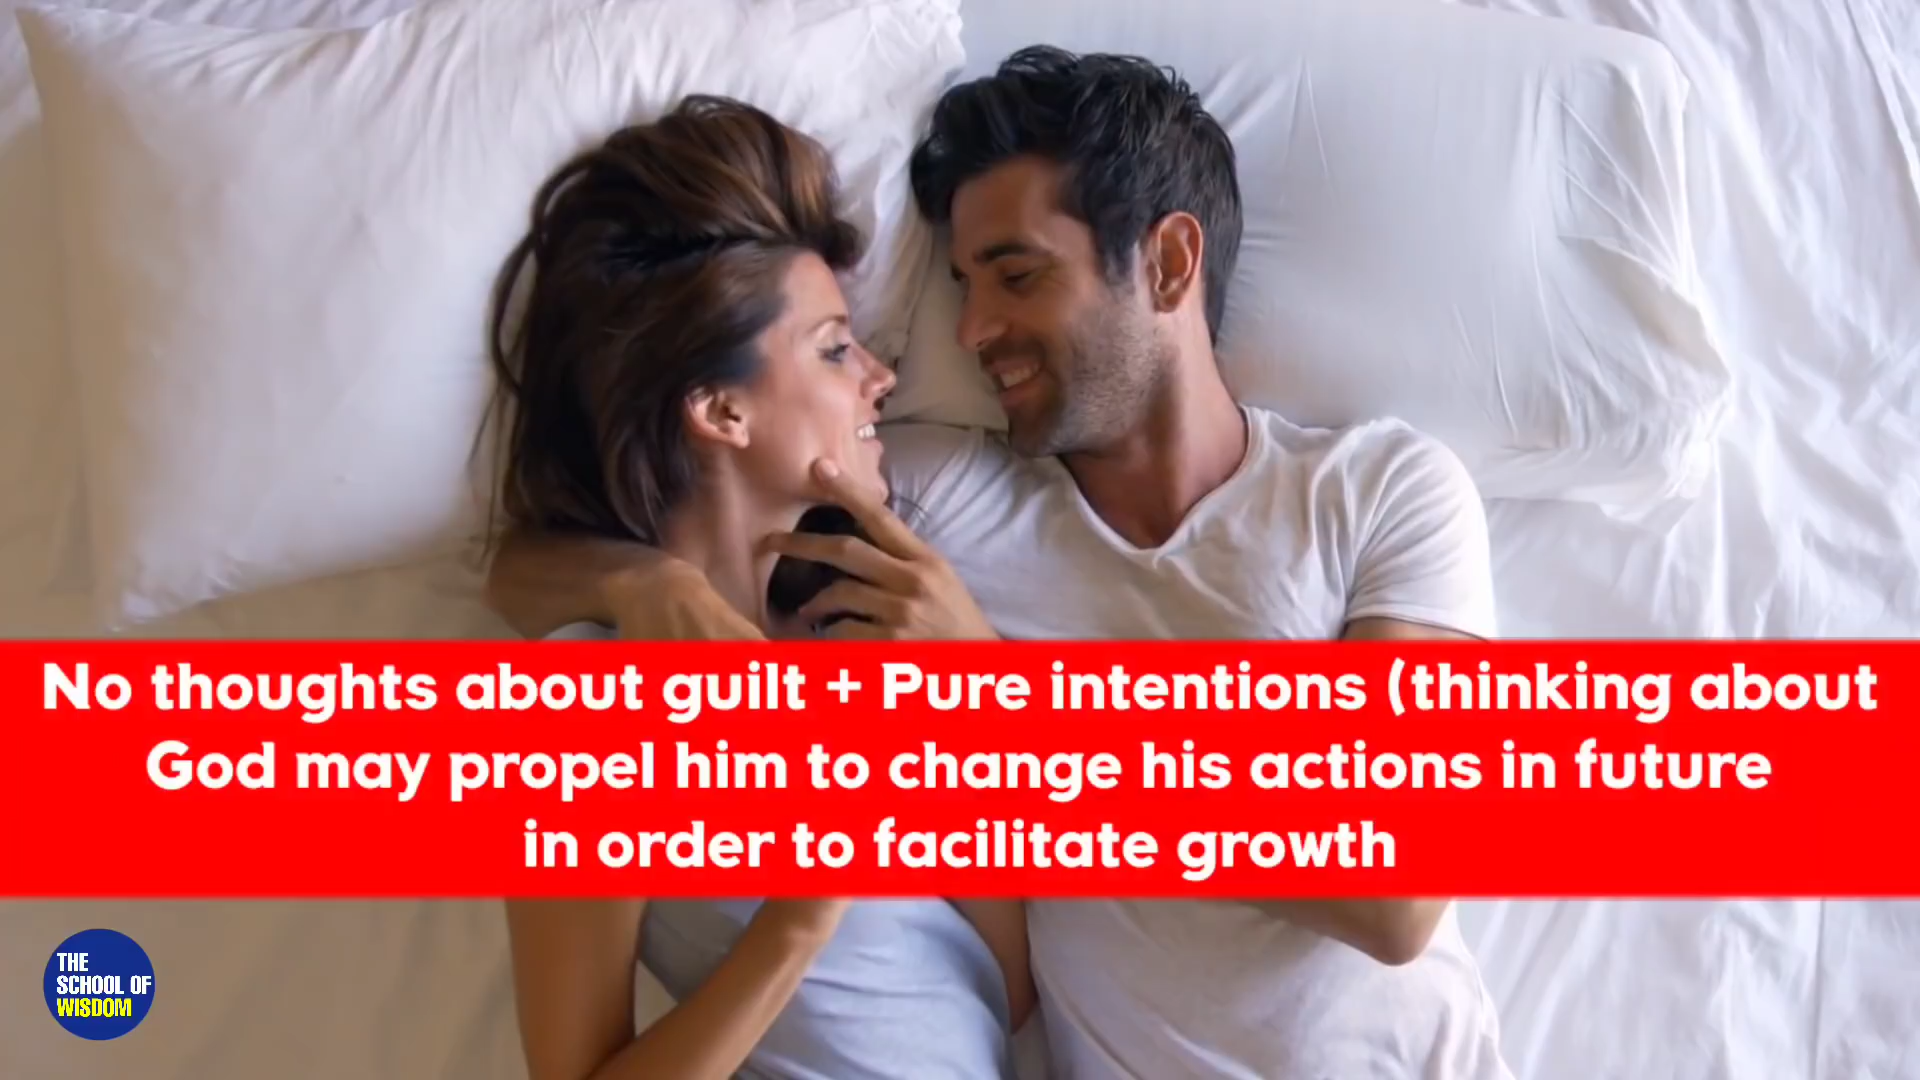 No thoughts about guilt + Pure intentions (thinking about
God may propel him to change his actions in future
in order to facilitate growth
THE
SCHOOL OF
WISDOM